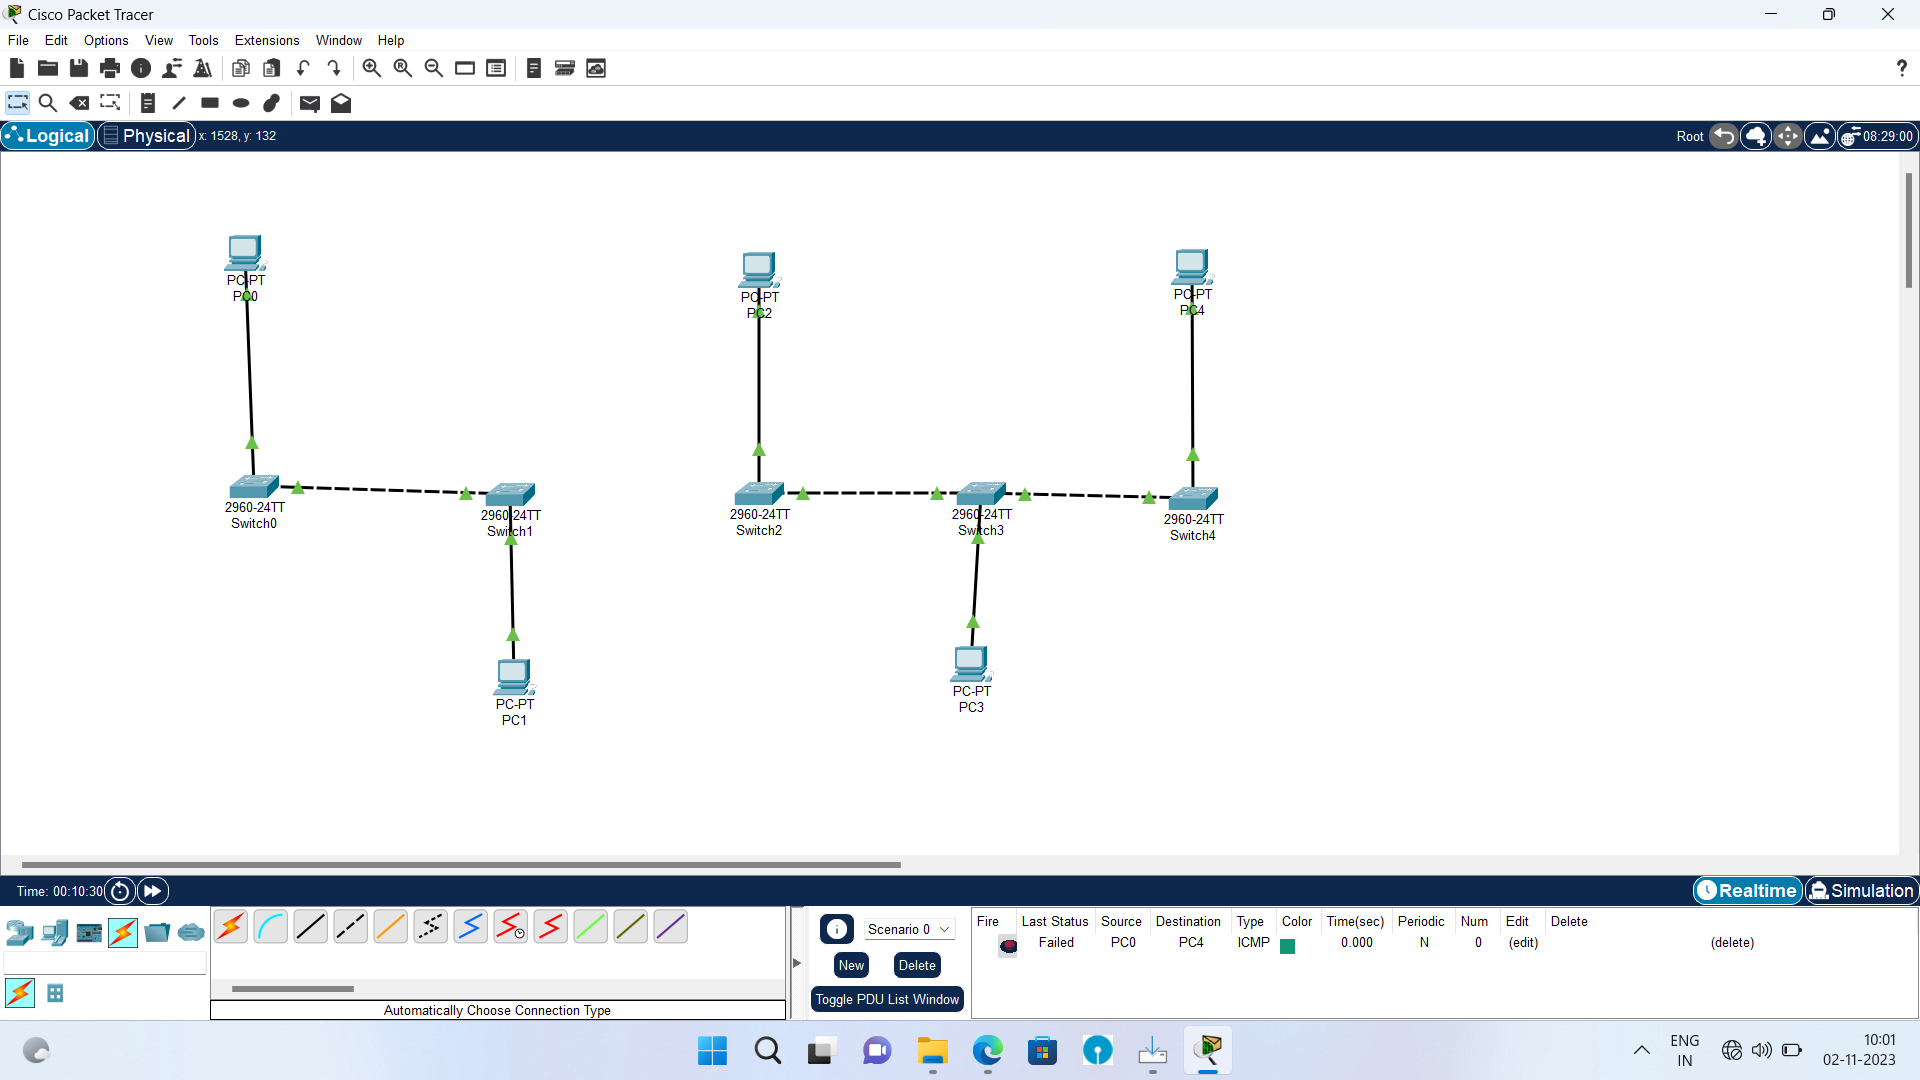 Cisco Packet Tracer
File Edit Options View Tools Extensions Window Help
?
Logical Physical x: 1528, y: 132 Root 08:29:00
PC-PT
PC0
PC-PT
PC2
PC-PT
PC4
2960-24TT
Switch0
2960-24TT
Switch1
2960-24TT
Switch2
2960-24TT
Switch3
2960-24TT
Switch4
PC-PT
PC1
PC-PT
PC3
Time: 00:10:30 Realtime Simulation
Scenario 0
New Delete
Toggle PDU List Window
Fire Last Status Source Destination Type Color Time(sec) Periodic Num Edit Delete
Failed PC0 PC4 ICMP 0.000 N 0 (edit) (delete)
Automatically Choose Connection Type
ENG
IN
10:01
02-11-2023